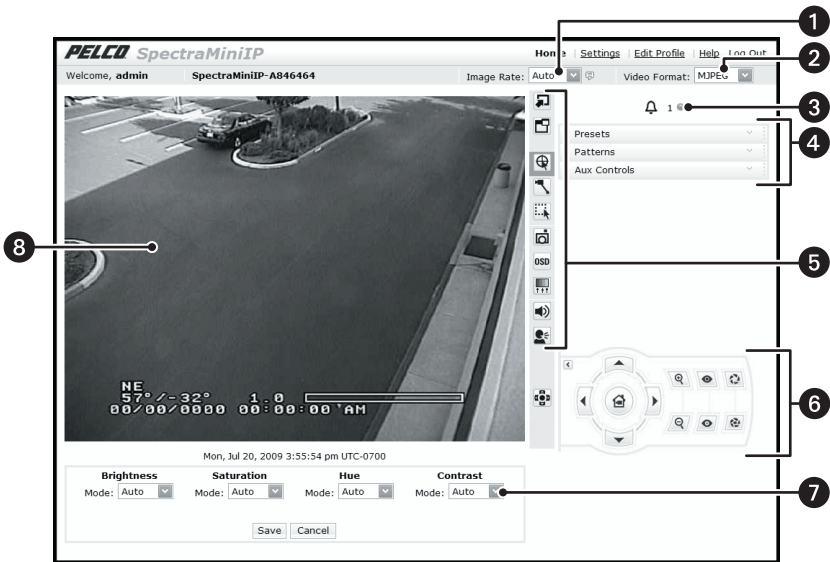 1
PELCO SpectraMiniIP
Home | Settings | Edit Profile | Help Log Out
2
Welcome, admin SpectraMiniIP-A846464 Image Rate: Auto Video Format: MJPEG
1
3
Presets
Patterns
Aux Controls
4
8
OSD
5
NE
57°/-32° 1.0
00/00/0000 00:00:00 AM
6
Mon, Jul 20, 2009 3:55:54 pm UTC-0700
Brightness Saturation Hue Contrast
Mode: Auto Mode: Auto Mode: Auto Mode: Auto
7
Save Cancel